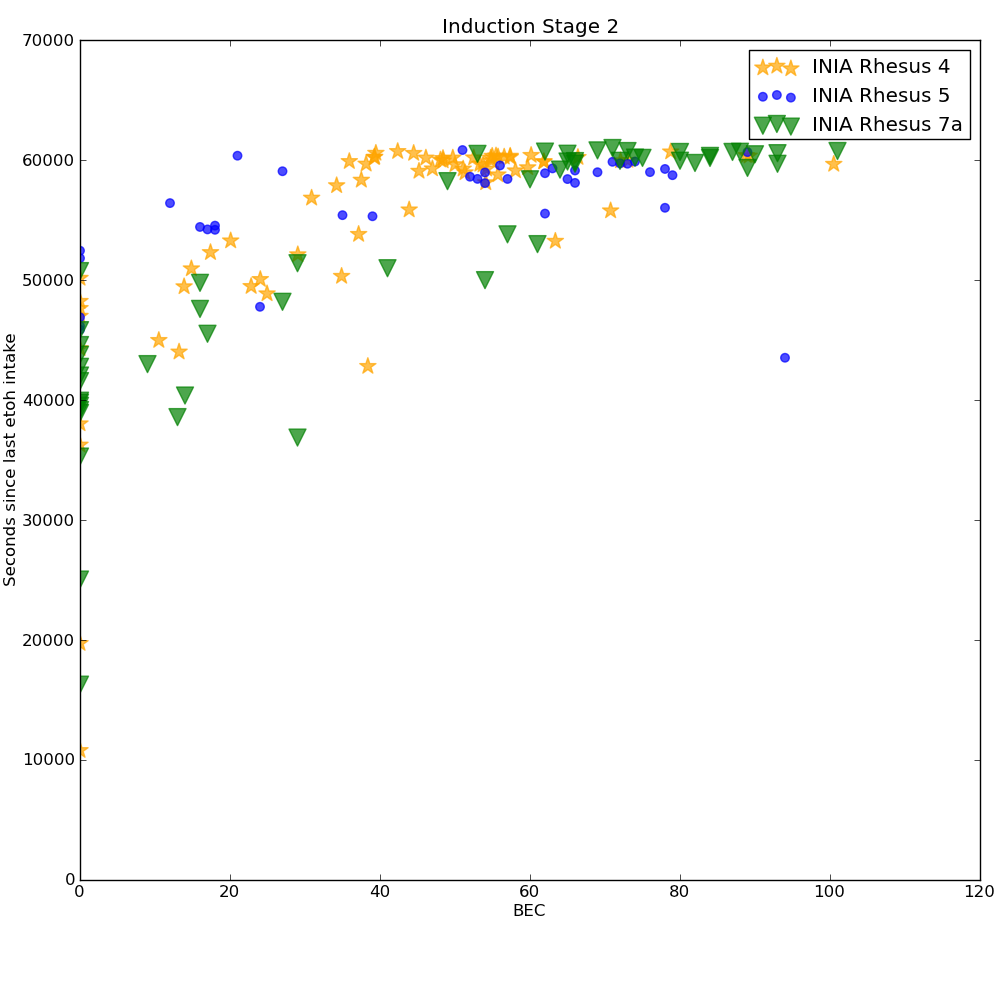 Induction Stage 2
INIA Rhesus 4
INIA Rhesus 5
INIA Rhesus 7a
Seconds since last etoh intake
70000
60000
50000
40000
30000
20000
10000
0
0 20 40 60 80 100 120
BEC